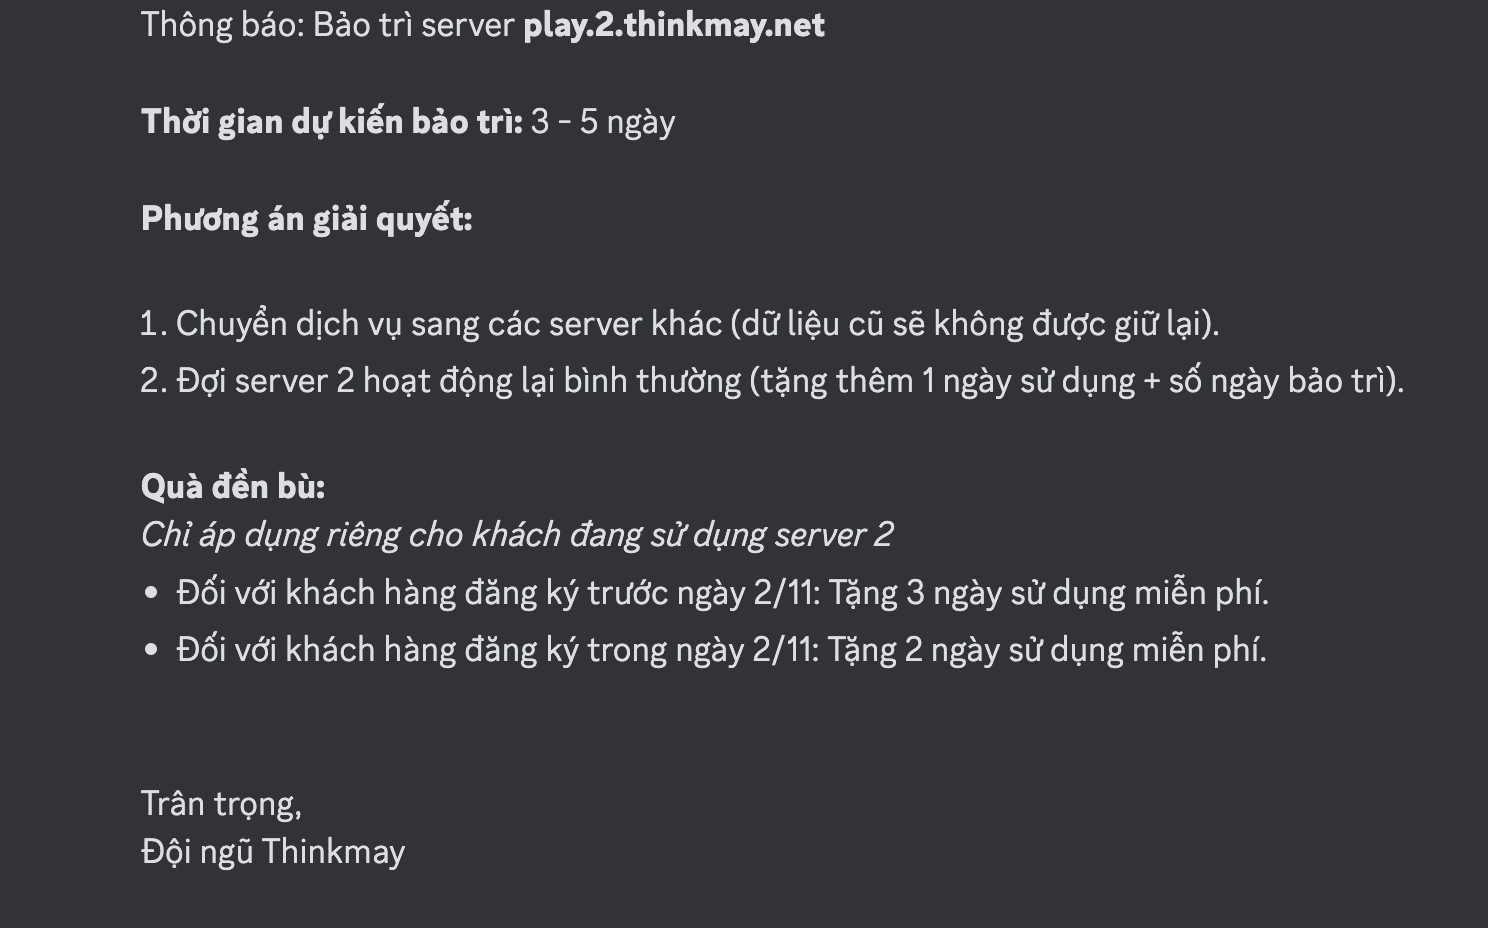 Thông báo: Bảo trì server play.2.thinkmay.net
Thời gian dự kiến bảo trì: 3 - 5 ngày
Phương án giải quyết:
1. Chuyển dịch vụ sang các server khác (dữ liệu cũ sẽ không được giữ lại).
2. Đợi server 2 hoạt động lại bình thường (tặng thêm 1 ngày sử dụng + số ngày bảo trì).
Quà đền bù:
Chỉ áp dụng riêng cho khách đang sử dụng server 2
• Đối với khách hàng đăng ký trước ngày 2/11: Tặng 3 ngày sử dụng miễn phí.
• Đối với khách hàng đăng ký trong ngày 2/11: Tặng 2 ngày sử dụng miễn phí.
Trân trọng,
Đội ngũ Thinkmay